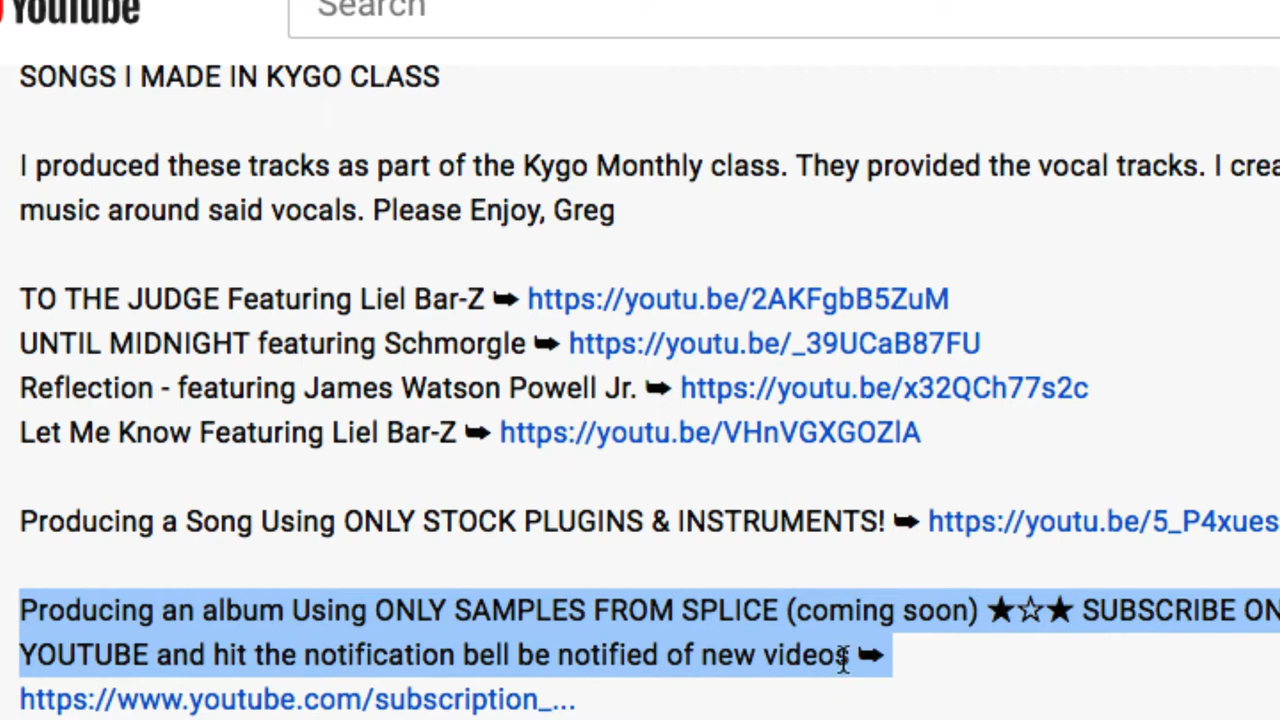 YouTube
Search
SONGS I MADE IN KYGO CLASS
I produced these tracks as part of the Kygo Monthly class. They provided the vocal tracks. I crea
music around said vocals. Please Enjoy, Greg
TO THE JUDGE Featuring Liel Bar-Z ➥ https://youtu.be/2AKFgbB5ZuM
UNTIL MIDNIGHT featuring Schmorgle ➥ https://youtu.be/_39UCaB87FU
Reflection - featuring James Watson Powell Jr. ➥ https://youtu.be/x32QCh77s2c
Let Me Know Featuring Liel Bar-Z ➥ https://youtu.be/VHnVGXGOZlA
Producing a Song Using ONLY STOCK PLUGINS & INSTRUMENTS! ➥ https://youtu.be/5_P4xues
Producing an album Using ONLY SAMPLES FROM SPLICE (coming soon) ★☆★ SUBSCRIBE ON
YOUTUBE and hit the notification bell be notified of new videos ➥
https://www.youtube.com/subscription_...